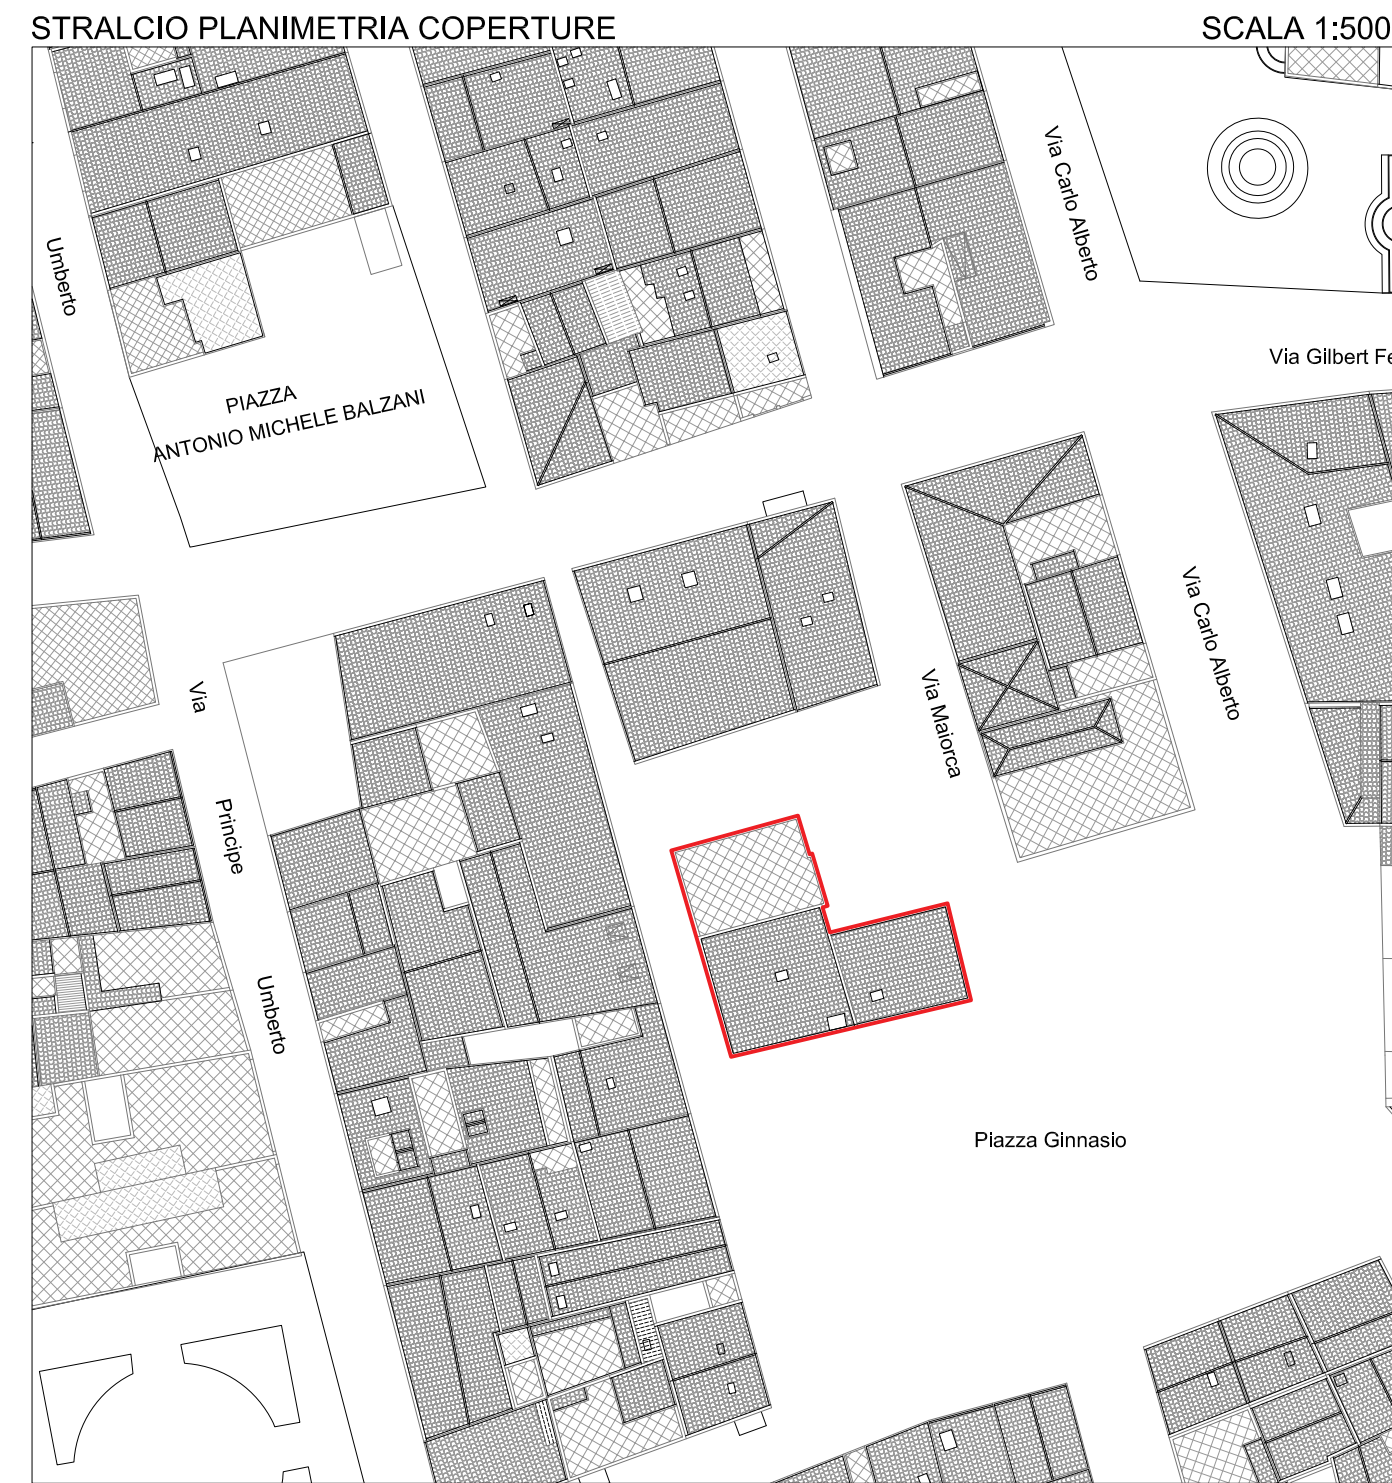 STRALCIO PLANIMETRIA COPERTURE
SCALA 1:500
Via Carlo Alberto
Umberto
Via Gilbert Fe
PIAZZA
ANTONIO MICHELE BALZANI
Via Carlo Alberto
Via
Via Maiorca
Principe
Umberto
Piazza Ginnasio